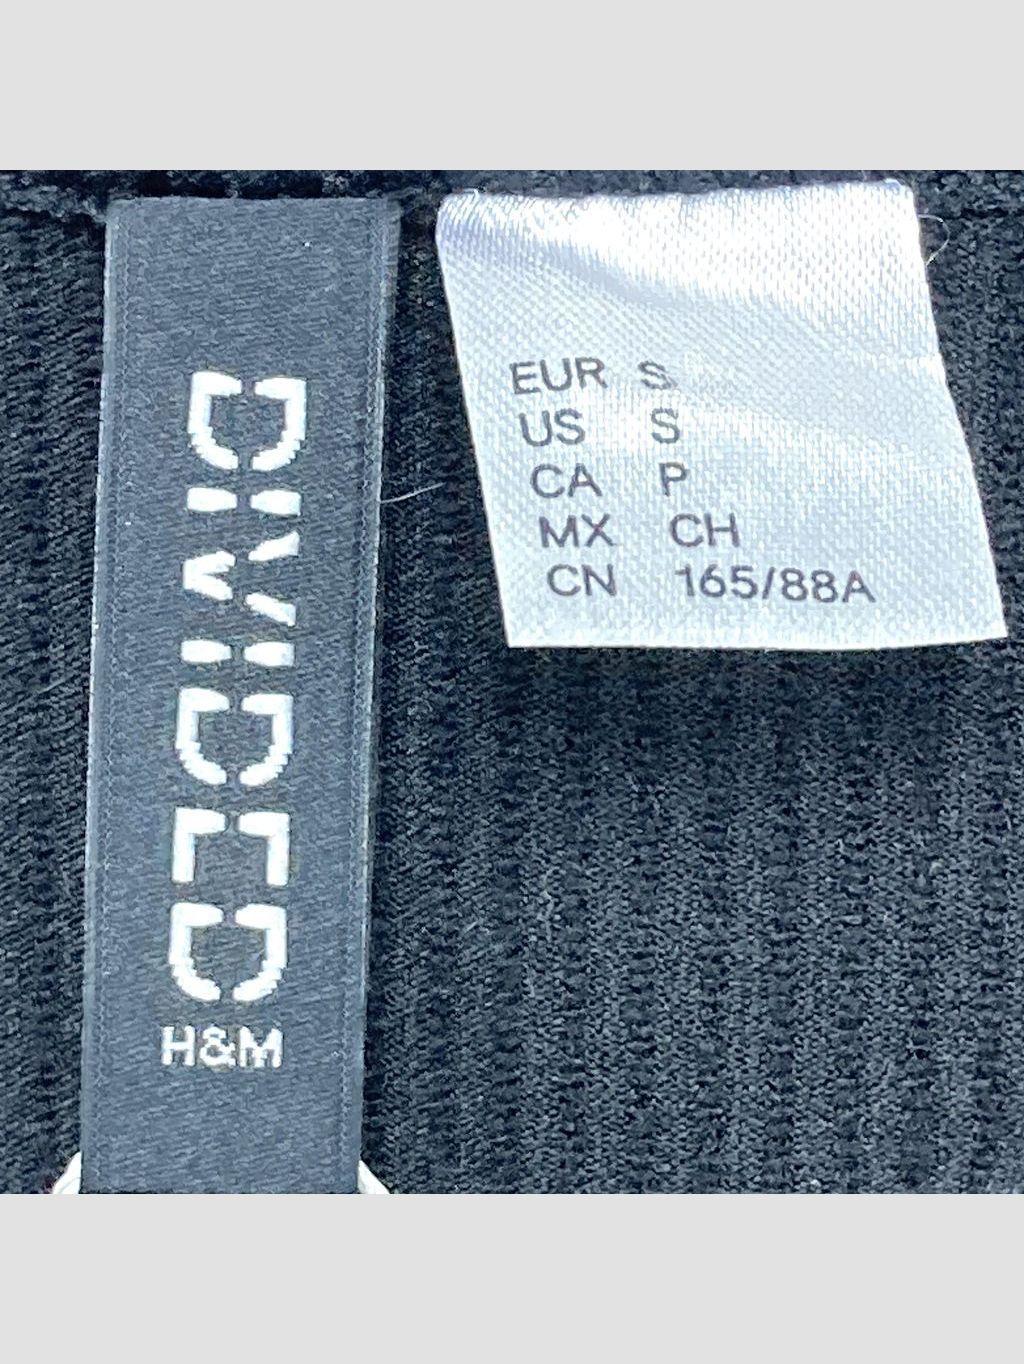 DIVIDED
H&M
EUR S
US S
CA P
MX CH
CN 165/88A